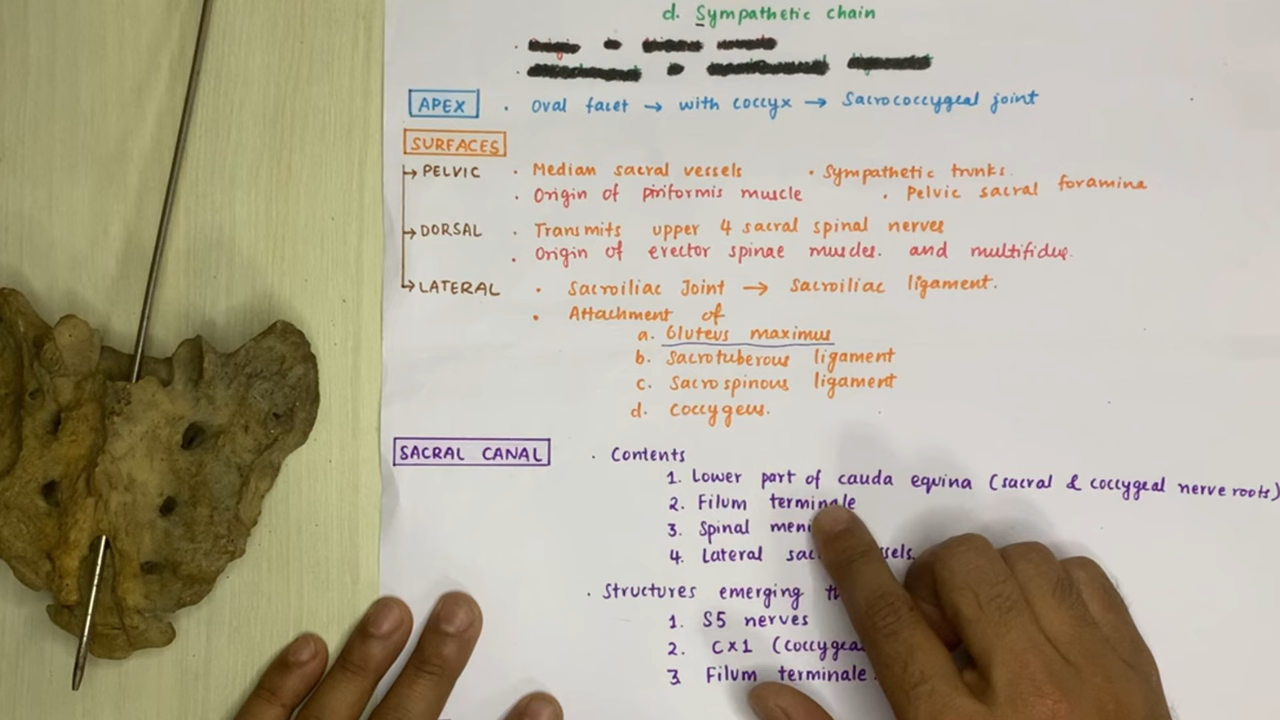 d. Sympathetic chain
APEX · Oval facet → with coccyx → Sacrococcygeal joint
SURFACES
→ PELVIC · Median sacral vessels · Sympathetic trunks.
· Origin of piriformis muscle · Pelvic sacral foramina
→ DORSAL · Transmits upper 4 sacral spinal nerves
· Origin of erector spinae muscles. and multifidus.
→ LATERAL · Sacroiliac Joint → Sacroiliac ligament.
· Attachment of
a. Gluteus maximus
b. Sacrotuberous ligament
c. Sacrospinous ligament
d. Coccygeus.
SACRAL CANAL · Contents
1. Lower part of cauda equina (sacral & coccygeal nerve roots)
2. Filum terminale
3. Spinal
4. Lateral
· Structures emerging
1. S5 nerves
2. CX1
3 Filum terminale.